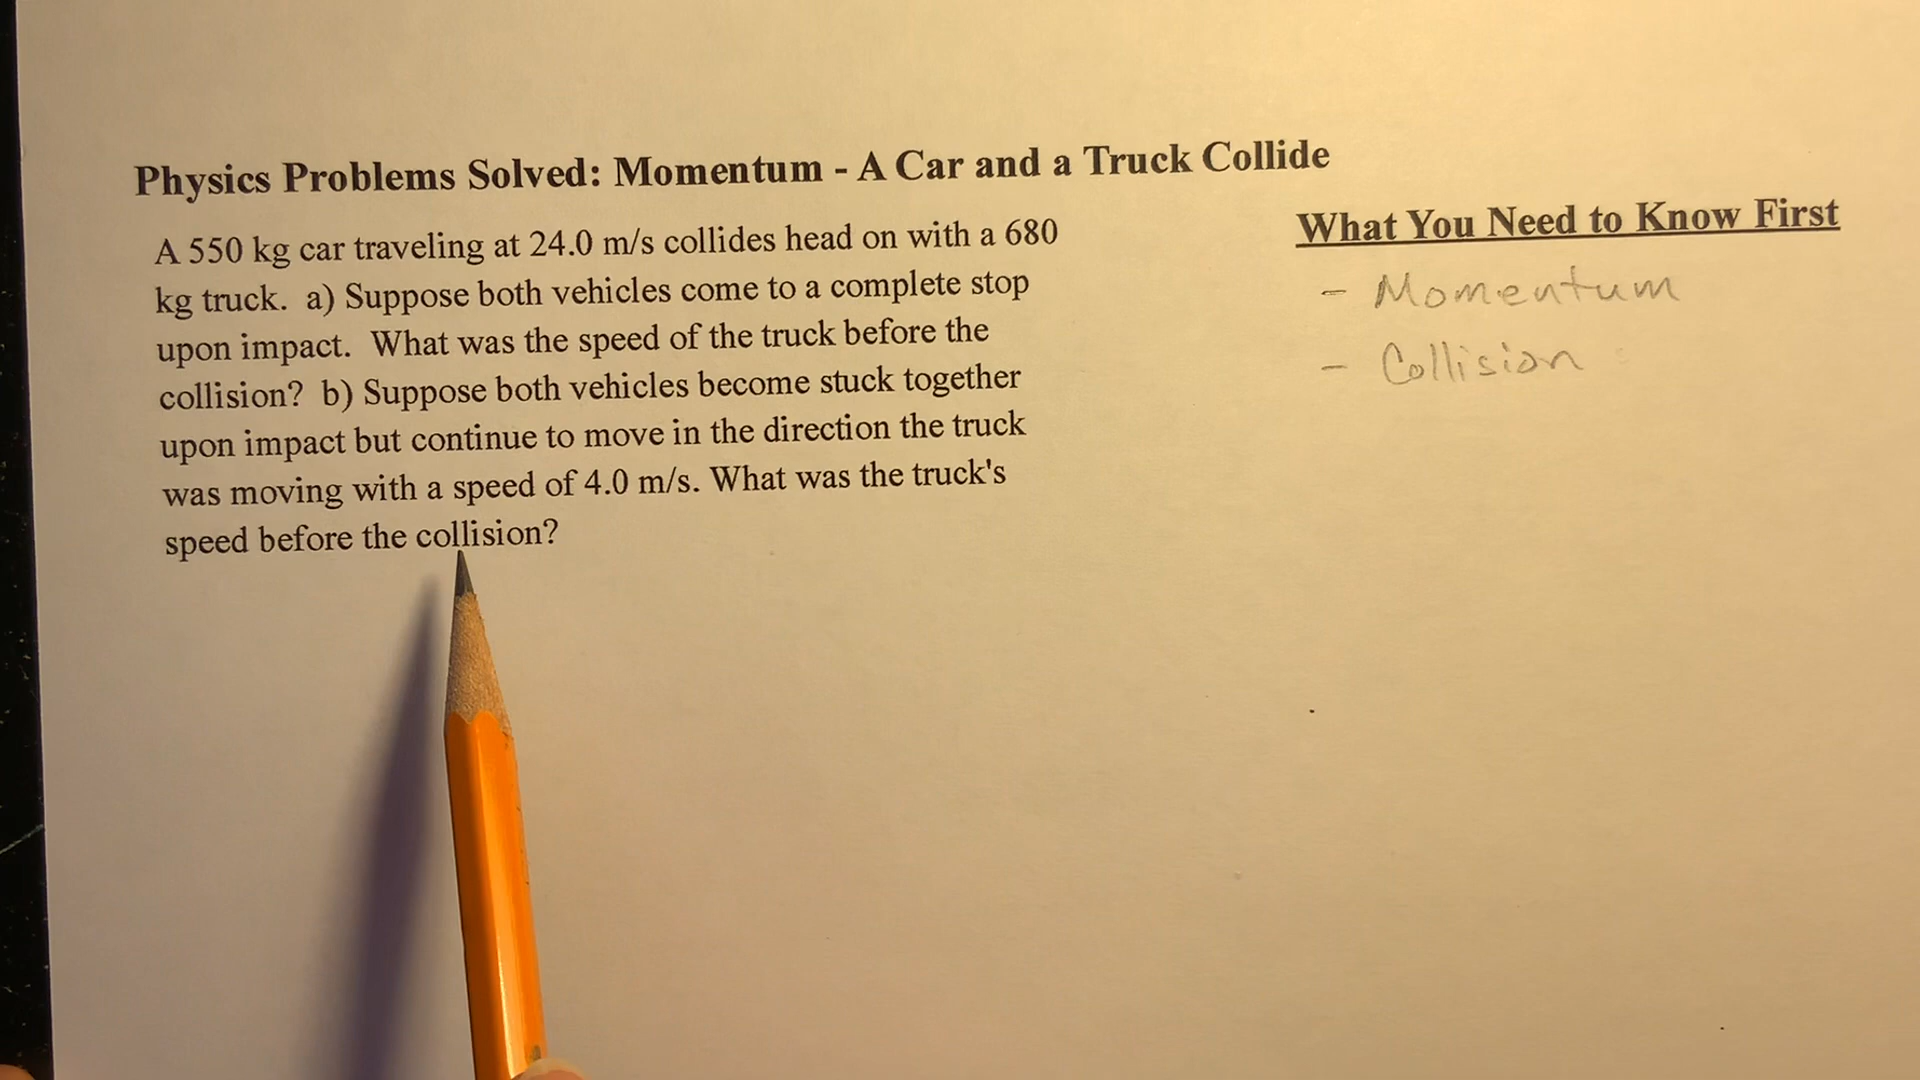 Physics Problems Solved: Momentum - A Car and a Truck Collide
A 550 kg car traveling at 24.0 m/s collides head on with a 680
kg truck. a) Suppose both vehicles come to a complete stop
upon impact. What was the speed of the truck before the
collision? b) Suppose both vehicles become stuck together
upon impact but continue to move in the direction the truck
was moving with a speed of 4.0 m/s. What was the truck's
speed before the collision?
What You Need to Know First
- Momentum
- Collision